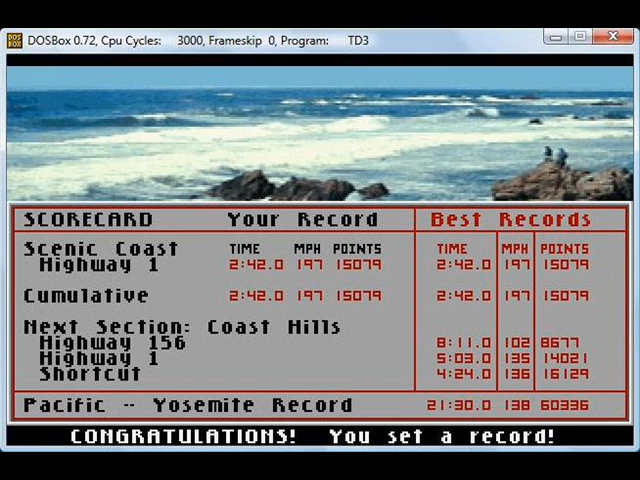 DOSBox 0.72, Cpu Cycles: 3000, Frameskip 0, Program: TD3
SCORECARD Your Record Best Records
Scenic Coast TIME MPH POINTS TIME MPH POINTS
Highway 1 2:42.0 197 15079 2:42.0 197 15079
Cumulative 2:42.0 197 15079 2:42.0 197 15079
Next Section: Coast Hills
Highway 156 8:11.0 102 8677
Highway 1 5:03.0 135 14021
Shortcut 4:24.0 136 16129
Pacific -- Yosemite Record 21:30.0 138 60336
CONGRATULATIONS! You set a record!